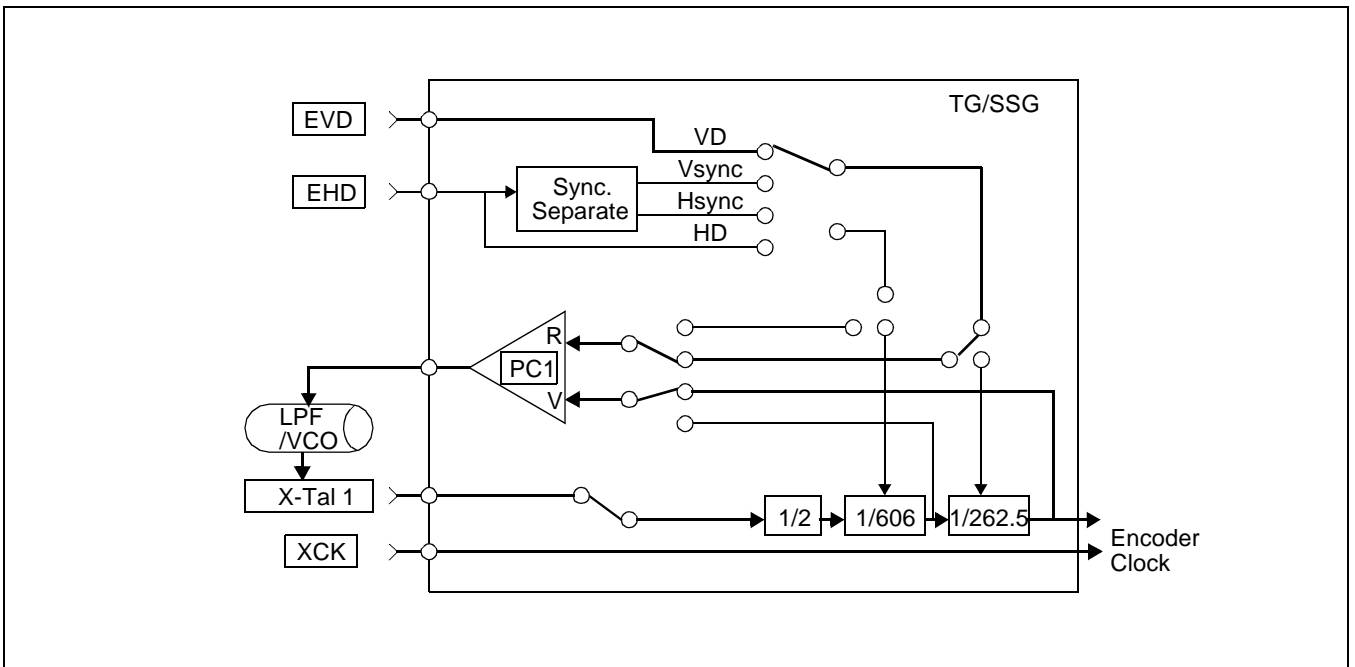 TG/SSG
EVD
VD
Vsync
EHD
Sync.
Separate
Hsync
HD
R
PC1
V
LPF
/VCO
X-Tal 1
1/2
1/606
1/262.5
XCK
Encoder
Clock